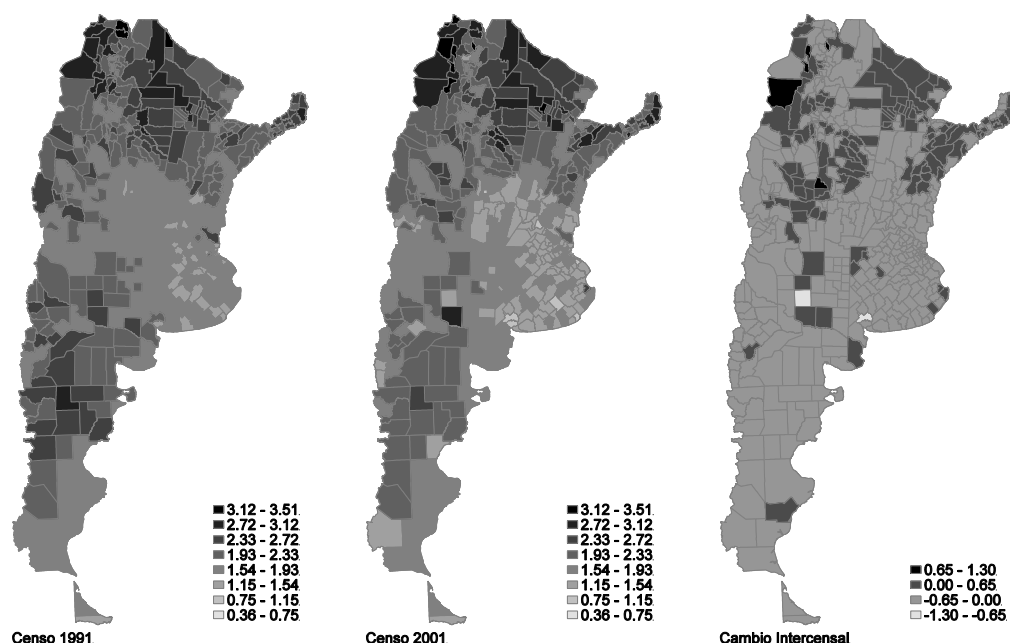 3.12 - 3.51
2.72 - 3.12
2.33 - 2.72
1.93 - 2.33
1.54 - 1.93
1.15 - 1.54
0.75 - 1.15
0.36 - 0.75
Censo 1991
3.12 - 3.51
2.72 - 3.12
2.33 - 2.72
1.93 - 2.33
1.54 - 1.93
1.15 - 1.54
0.75 - 1.15
0.36 - 0.75
Censo 2001
0.65 - 1.30
0.00 - 0.65
-0.65 - 0.00
-1.30 - -0.65
Cambio Intercensal